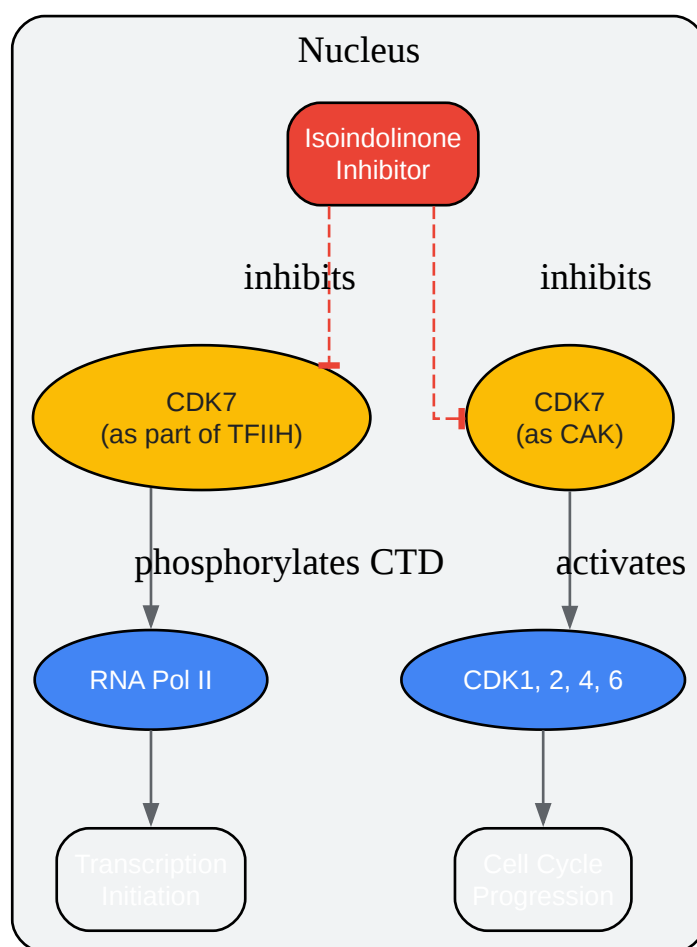 Nucleus
Isoindolinone
Inhibitor
inhibits
inhibits
CDK7
(as part of TFIIH)
CDK7
(as CAK)
phosphorylates CTD
activates
RNA Pol II
CDK1, 2, 4, 6
Transcription
Initiation
Cell Cycle
Progression